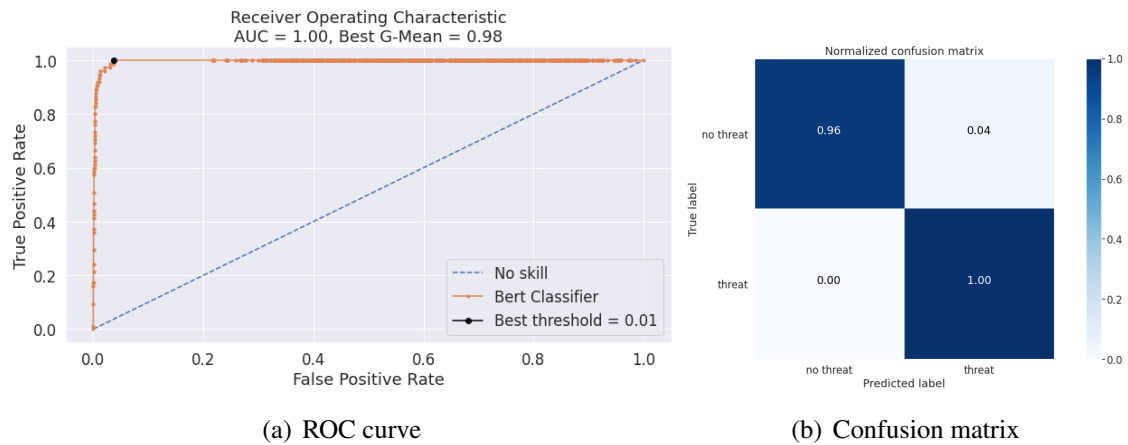 Receiver Operating Characteristic
AUC = 1.00, Best G-Mean = 0.98
True Positive Rate
1.0
0.8
0.6
0.4
0.2
0.0
0.0 0.2 0.4 0.6 0.8 1.0
False Positive Rate
No skill
Bert Classifier
Best threshold = 0.01
(a) ROC curve
Normalized confusion matrix
True label
no threat
threat
0.96 0.04
0.00 1.00
no threat threat
Predicted label
1.0
0.8
0.6
0.4
0.2
0.0
(b) Confusion matrix